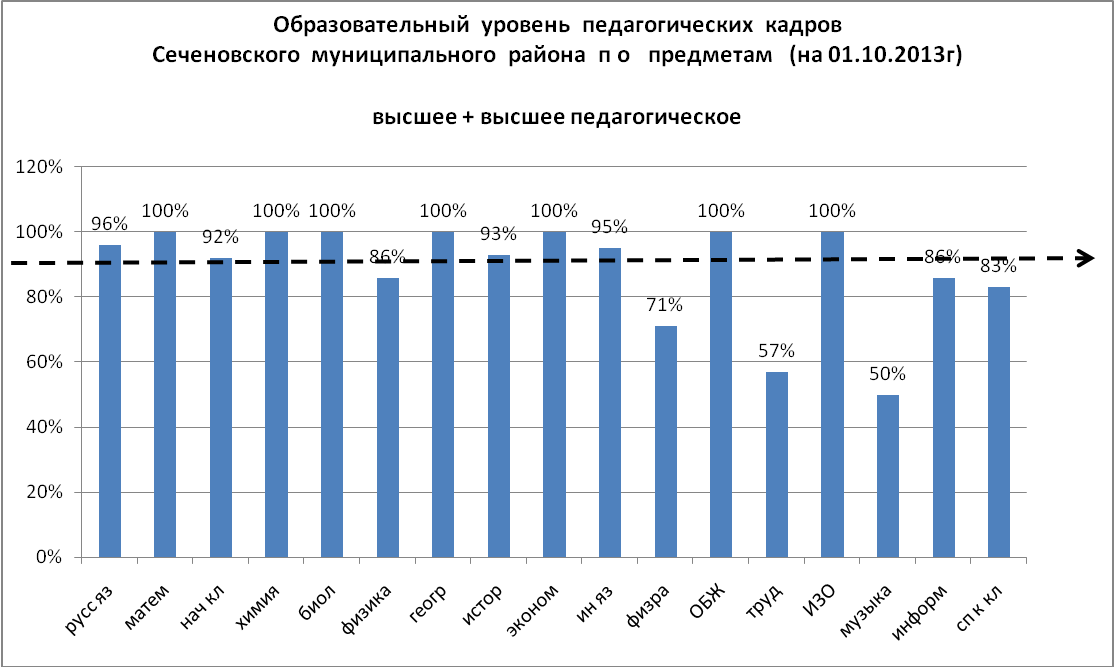 Образовательный уровень педагогических кадров
Сеченовского муниципального района п о предметам (на 01.10.2013г)
высшее + высшее педагогическое
120%
100%
80%
60%
40%
20%
0%
96%
100%
92%
100%
100%
86%
100%
93%
100%
95%
71%
100%
57%
100%
50%
86%
83%
русс яз
матем
нач кл
химия
биол
физика
геогр
истор
эконом
ин яз
физра
ОБЖ
труд
ИЗО
музыка
информ
сп к кл